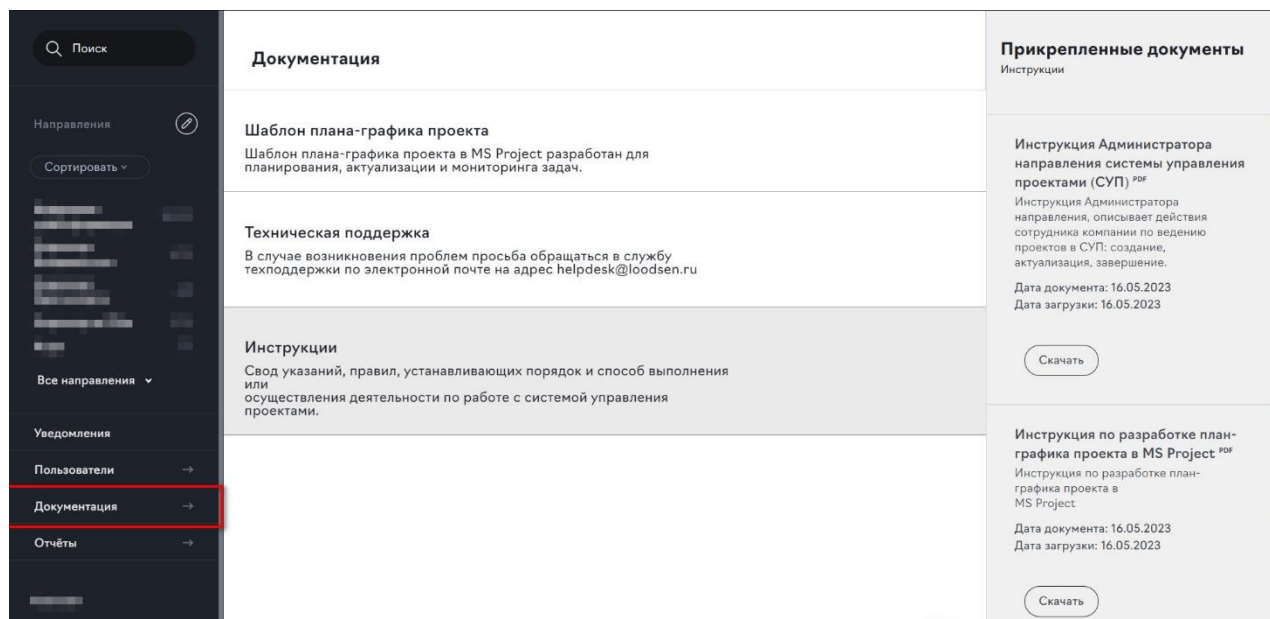 Поиск
Направления
Сортировать
Все направления
Уведомления
Пользователи
Документация
Отчёты
Документация
Шаблон плана-графика проекта
Шаблон плана-графика проекта в MS Project разработан для
планирования, актуализации и мониторинга задач.
Техническая поддержка
В случае возникновения проблем просьба обращаться в службу
техподдержки по электронной почте на адрес helpdesk@loodsen.ru
Инструкции
Свод указаний, правил, устанавливающих порядок и способ выполнения
или
осуществления деятельности по работе с системой управления
проектами.
Прикрепленные документы
Инструкции
Инструкция Администратора
направления системы управления
проектами (СУП) PDF
Инструкция Администратора
направления, описывает действия
сотрудника компании по ведению
проектов в СУП: создание,
актуализация, завершение.
Дата документа: 16.05.2023
Дата загрузки: 16.05.2023
Скачать
Инструкция по разработке план-
графика проекта в MS Project PDF
Инструкция по разработке план-
графика проекта в
MS Project
Дата документа: 16.05.2023
Дата загрузки: 16.05.2023
Скачать